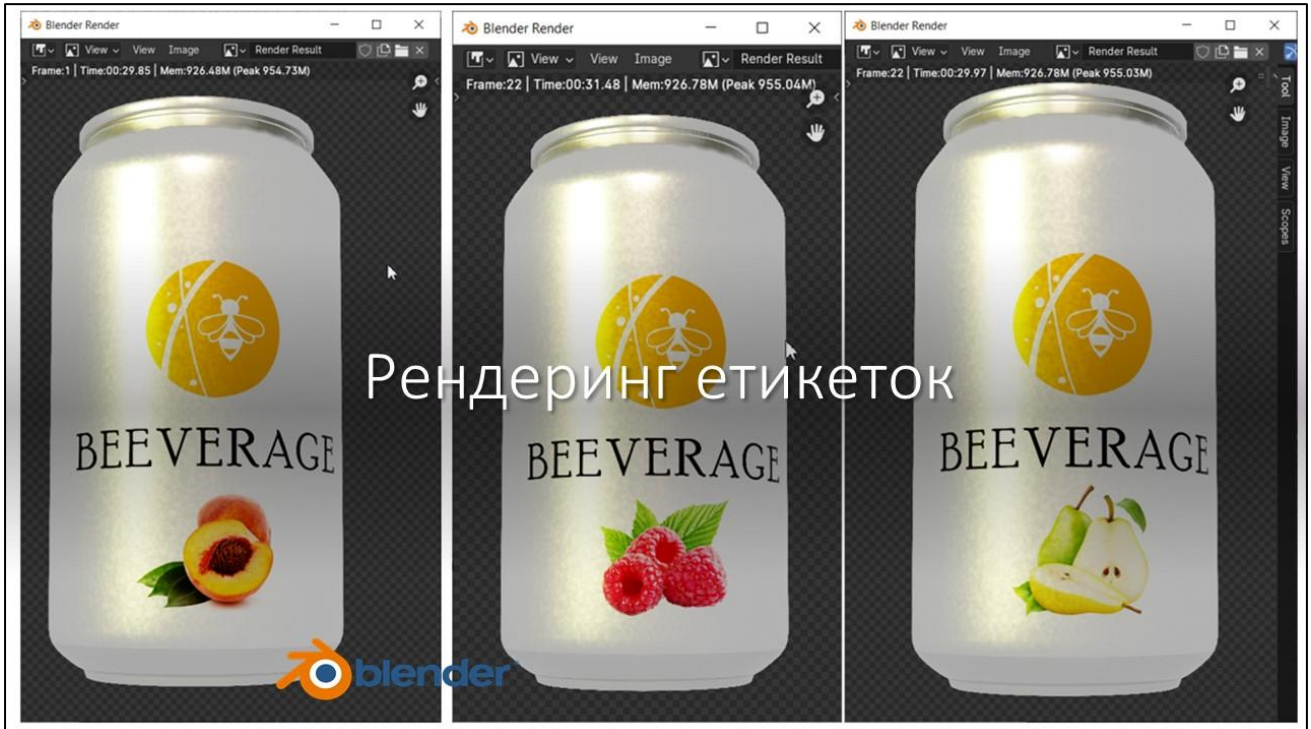 Blender Render
View View Image Render Result
Frame:1 | Time:00:29.85 | Mem:926.48M (Peak 954.73M)
BEEVERAGE
Blender Render
View View Image Render Result
Frame:22 | Time:00:31.48 | Mem:926.78M (Peak 955.04M)
BEEVERAGE
Blender Render
View View Image Render Result
Frame:22 | Time:00:29.97 | Mem:926.78M (Peak 955.03M)
Tool
Image
View
Scopes
BEEVERAGE
Рендеринг етикеток
blender